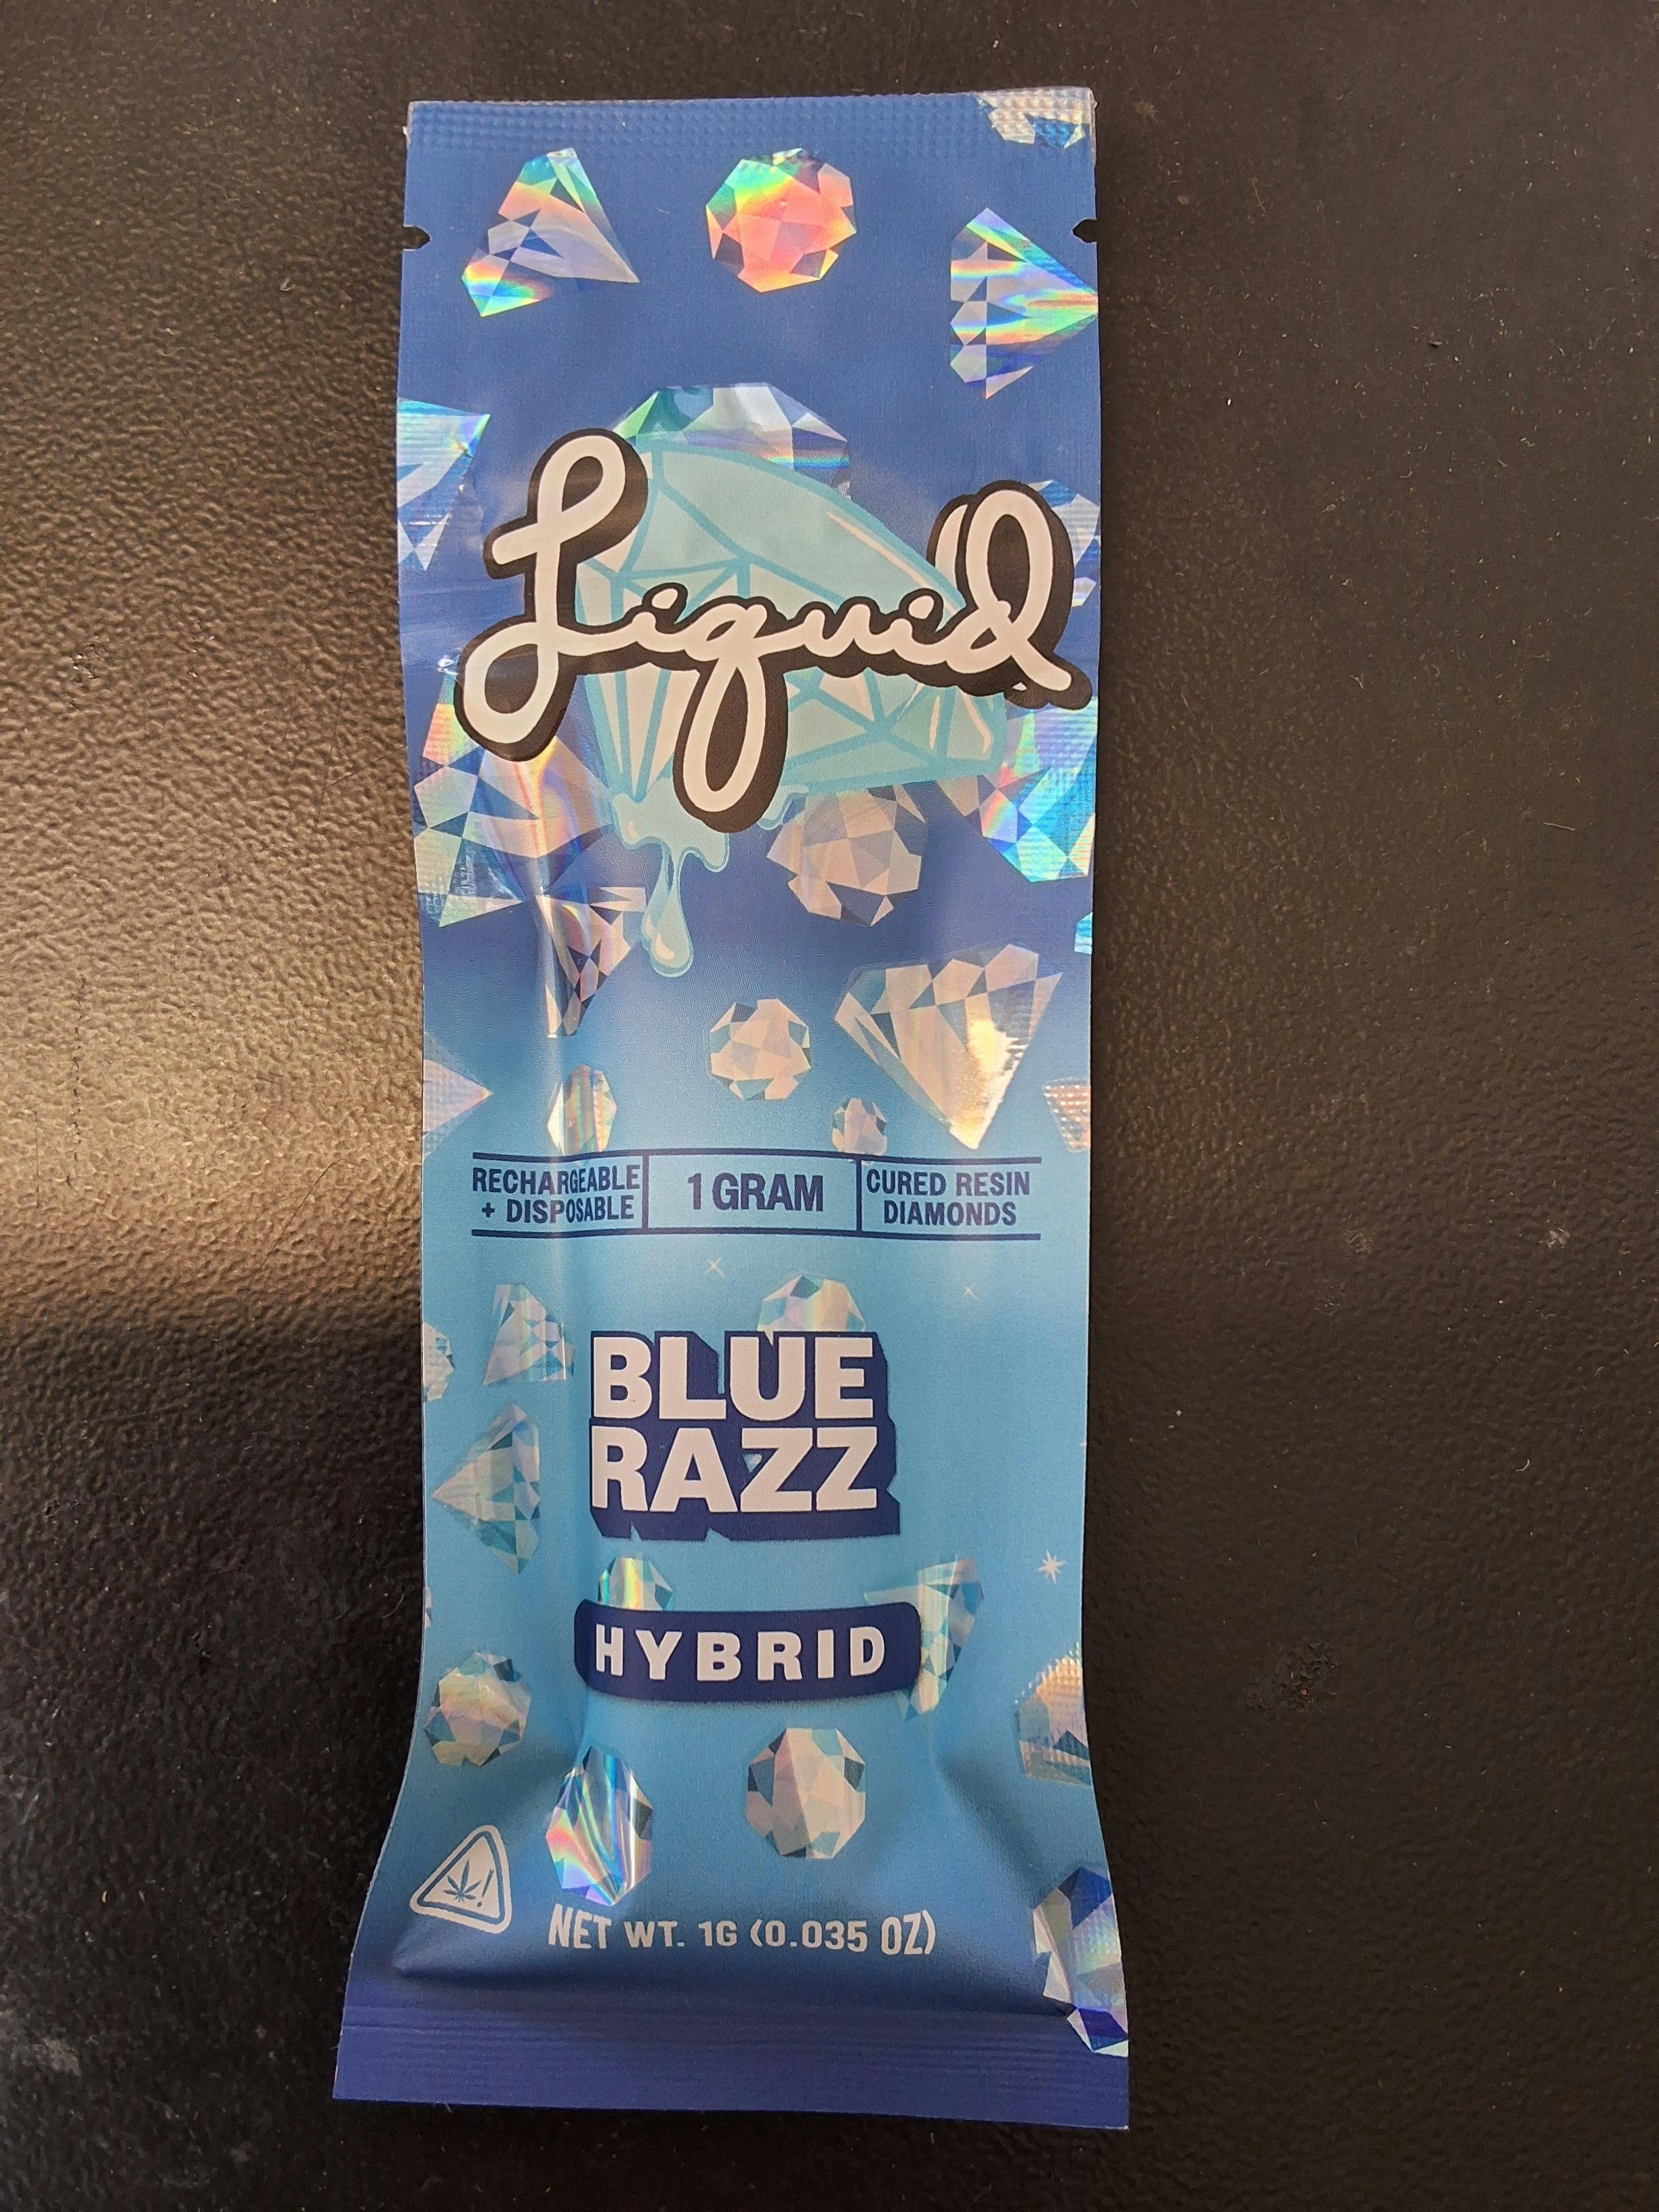 Liquid
RECHARGEABLE
+ DISPOSABLE
1 GRAM
CURED RESIN
DIAMONDS
BLUE
RAZZ
HYBRID
!
NET WT. 1G (0.035 OZ)